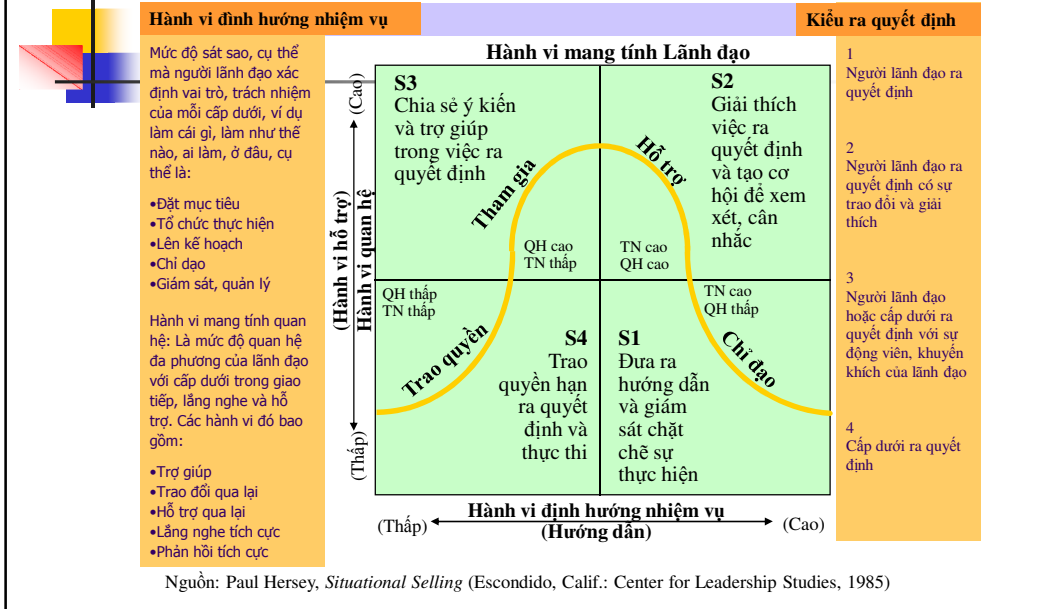 Hành vi đình hướng nhiệm vụ
Kiểu ra quyết định
Mức độ sát sao, cụ thể
mà người lãnh đạo xác
định vai trò, trách nhiệm
của mỗi cấp dưới, ví dụ
làm cái gì, làm như thế
nào, ai làm, ở đâu, cụ
thể là:
•Đặt mục tiêu
•Tổ chức thực hiện
•Lên kế hoạch
•Chỉ dạo
•Giám sát, quản lý
Hành vi mang tính quan
hệ: Là mức độ quan hệ
đa phương của lãnh đạo
với cấp dưới trong giao
tiếp, lắng nghe và hỗ
trợ. Các hành vi đó bao
gồm:
•Trợ giúp
•Trao đổi qua lại
•Hỗ trợ qua lại
•Lắng nghe tích cực
•Phản hồi tích cực
Hành vi mang tính Lãnh đạo
(Cao)
(Hành vi hỗ trợ)
Hành vi quan hệ
(Thấp)
S3
Chia sẻ ý kiến
và trợ giúp
trong việc ra
quyết định
Tham gia
QH cao
TN thấp
S2
Giải thích
việc ra
quyết định
và tạo cơ
hội để xem
xét, cân
nhắc
Hỗ trợ
TN cao
QH cao
QH thấp
TN thấp
Trao quyền
S4
Trao
quyền hạn
ra quyết
định và
thực thi
TN cao
QH thấp
S1
Đưa ra
hướng dẫn
và giám
sát chặt
chẽ sự
thực hiện
Chỉ đạo
Hành vi định hướng nhiệm vụ
(Thấp)
(Hướng dẫn)
(Cao)
1
Người lãnh đạo ra
quyết định
2
Người lãnh đạo ra
quyết định có sự
trao đổi và giải
thích
3
Người lãnh đạo
hoặc cấp dưới ra
quyết định với sự
động viên, khuyến
khích của lãnh đạo
4
Cấp dưới ra quyết
định
Nguồn: Paul Hersey, Situational Selling (Escondido, Calif.: Center for Leadership Studies, 1985)